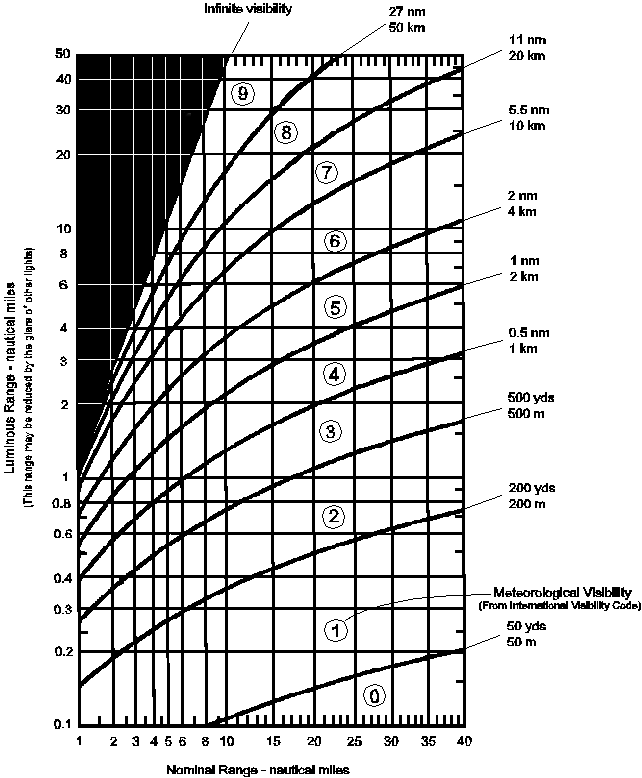 Infinite visibility
27 nm
50 km
11 nm
20 km
5.5 nm
10 km
2 nm
4 km
1 nm
2 km
0.5 nm
1 km
500 yds
500 m
200 yds
200 m
Meteorological Visibility
(From International Visibility Code)
50 yds
50 m
9
8
7
6
5
4
3
2
1
0
Luminous Range - nautical miles
(This range may be reduced by the glare of other lights)
50
40
30
20
10
8
6
4
3
2
1
0.8
0.6
0.4
0.3
0.2
0.1
1 2 3 4 5 6 8 10 15 20 25 30 35 40
Nominal Range - nautical miles